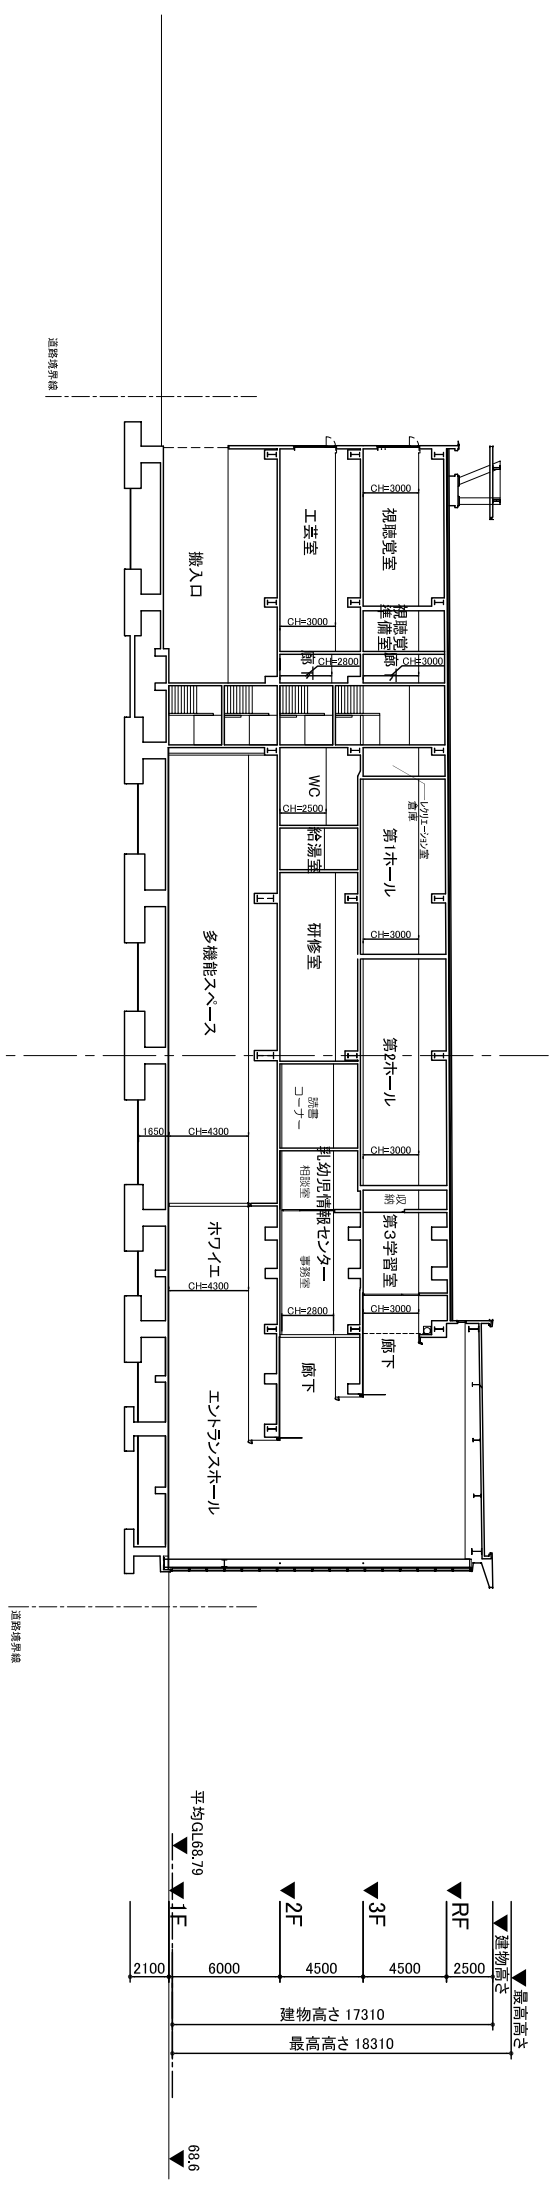 道路境界線
CH=3000
視聴覚室
工芸室
搬入口
視聴覚
準備室
CH=3000
廊下
CH=3000
廊下
CH=2800
レクリエーション室
倉庫
WC
CH=2500
第1ホール
給湯室
CH=3000
研修室
多機能スペース
第2ホール
CH=3000
読書
コーナー
1650
CH=4300
乳幼児情報センター
相談室
収納
第3学習室
事務室
CH=3000
CH=2800
ホワイエ
CH=4300
廊下
廊下
エントランスホール
道路境界線
平均GL68.79
1F
2F
3F
RF
建物高さ
最高高さ
2100
6000
4500
4500
2500
建物高さ 17310
最高高さ 18310
68.6